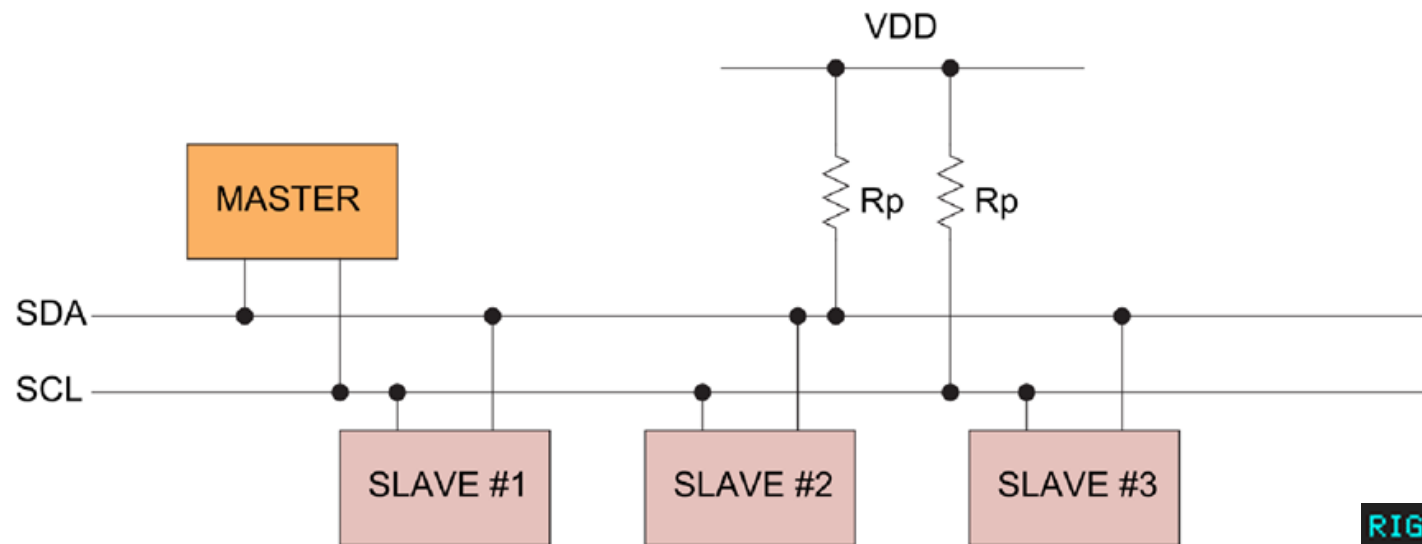 VDD
MASTER
Rp Rp
SDA
SCL
SLAVE #1 SLAVE #2 SLAVE #3
RIG